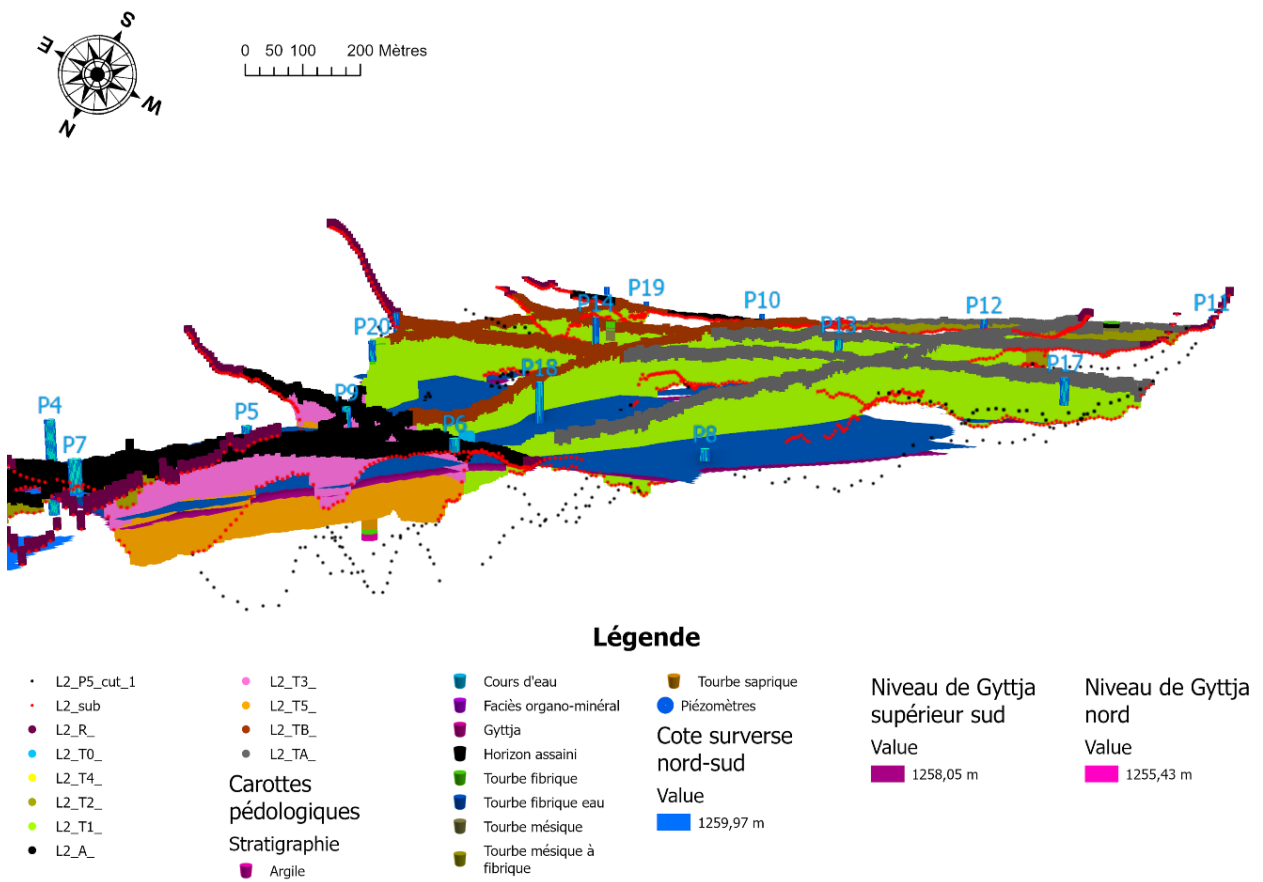 S
E
W
N
0 50 100 200 Mètres
P19
P14
P10
P12
P11
P20
P13
P18
P17
P4
P5
P9
P7
P6
P8
Légende
L2_P5_cut_1
L2_sub
L2_R_
L2_T0_
L2_T4_
L2_T2_
L2_T1_
L2_A_
L2_T3_
L2_T5_
L2_TB_
L2_TA_
Carottes
pédologiques
Stratigraphie
Argile
Cours d'eau
Faciès organo-minéral
Gyttja
Horizon assaini
Tourbe fibrique
Tourbe fibrique eau
Tourbe mésique
Tourbe mésique à
fibrique
Tourbe saprique
Piézomètres
Cote surverse
nord-sud
Value
1259,97 m
Niveau de Gyttja
supérieur sud
Value
1258,05 m
Niveau de Gyttja
nord
Value
1255,43 m